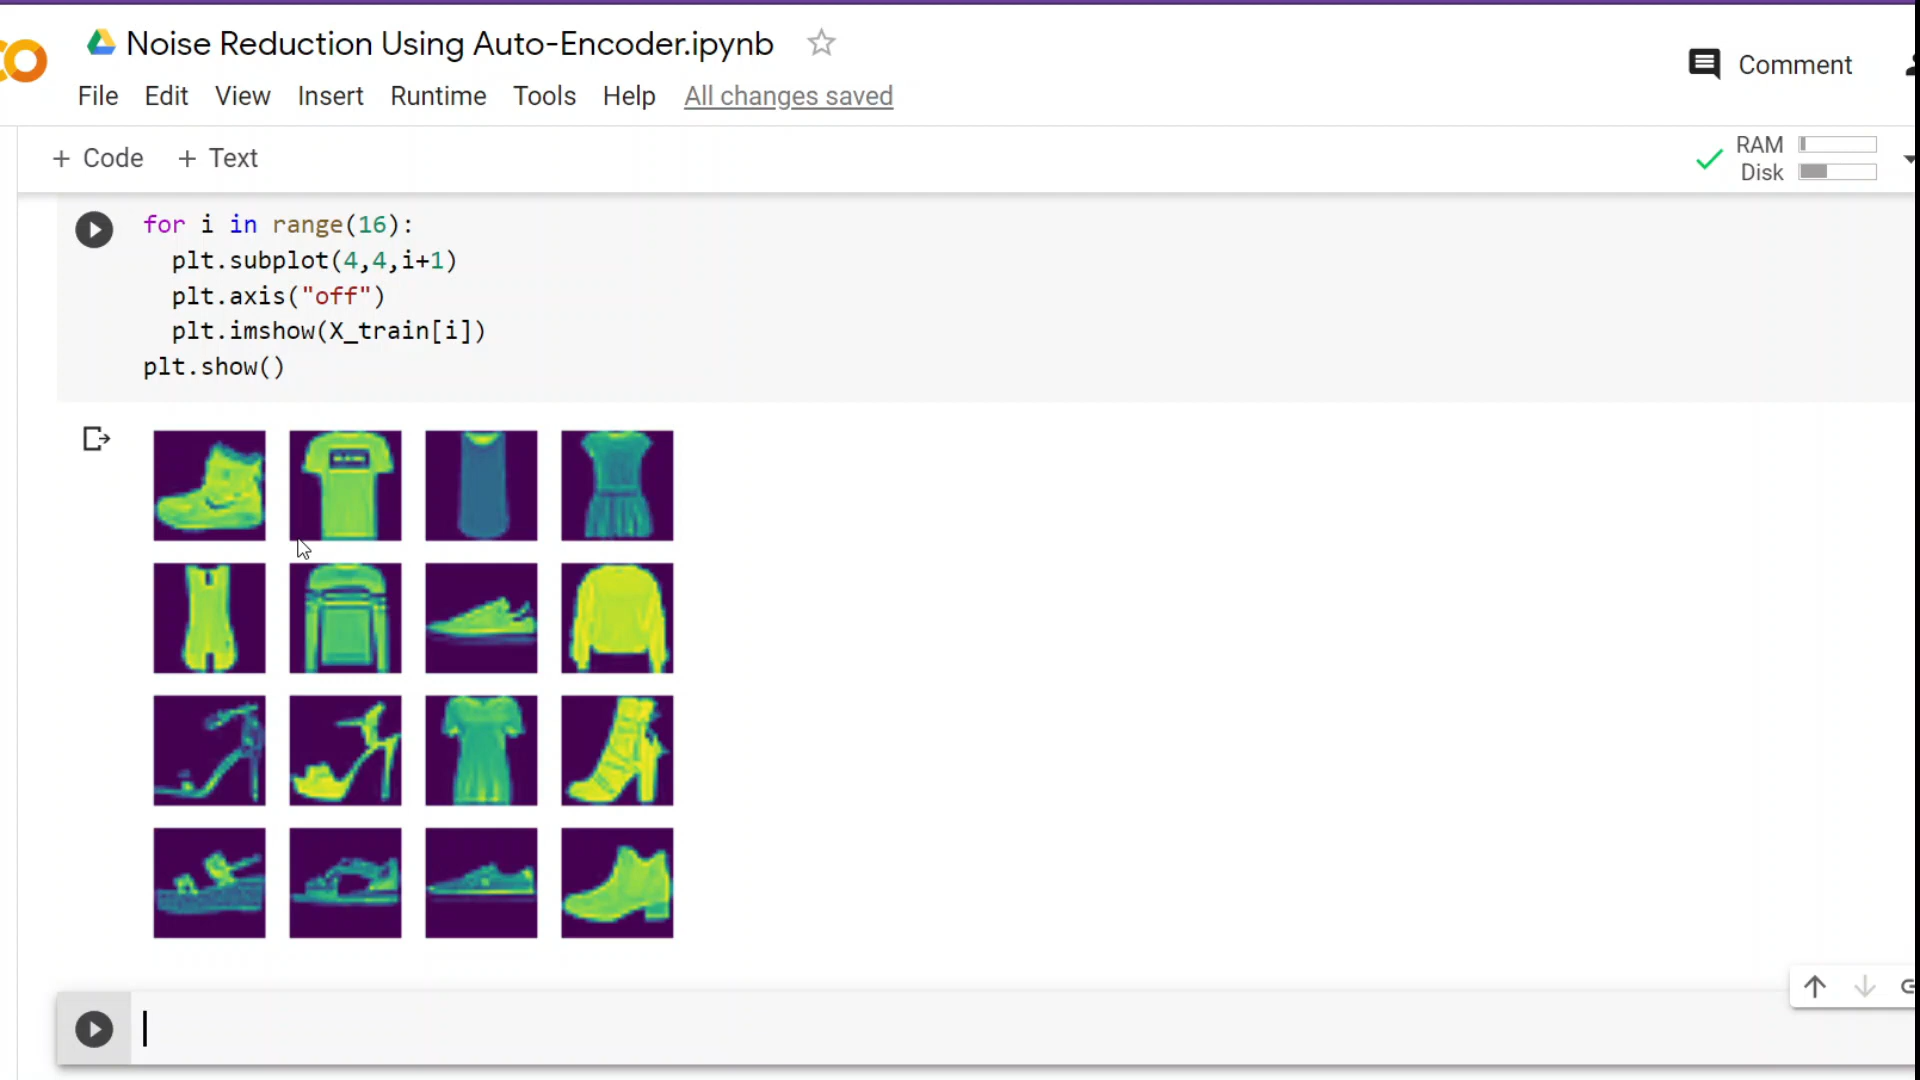 Noise Reduction Using Auto-Encoder.ipynb
Comment
File Edit View Insert Runtime Tools Help All changes saved
+ Code + Text
RAM
Disk
for i in range(16):
  plt.subplot(4,4,i+1)
  plt.axis("off")
  plt.imshow(X_train[i])
plt.show()